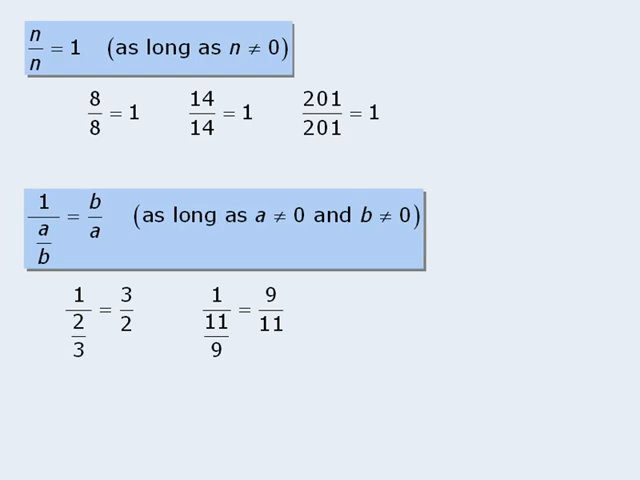 n/n = 1 (as long as n ≠ 0)
8/8 = 1 14/14 = 1 201/201 = 1
1/(a/b) = b/a (as long as a ≠ 0 and b ≠ 0)
1/(2/3) = 3/2 1/(11/9) = 9/11